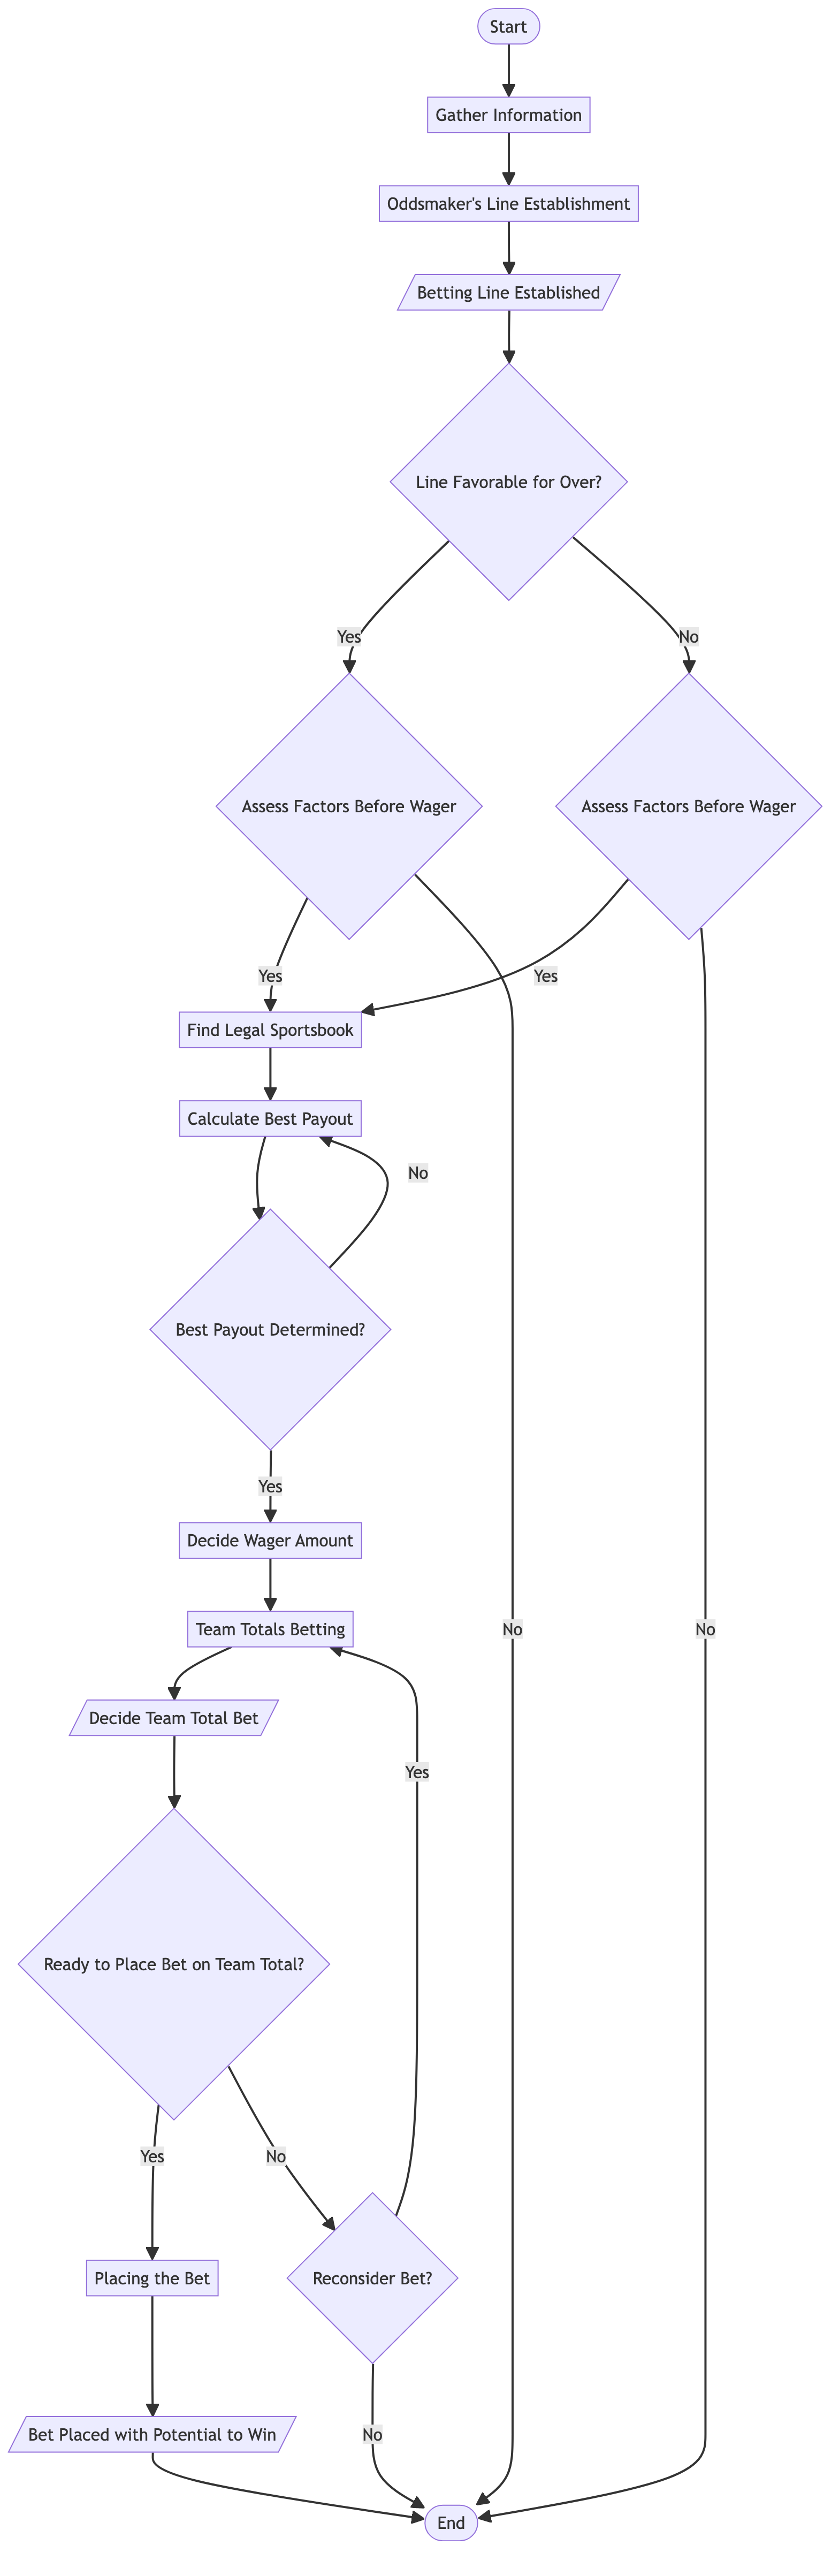 Start
Gather Information
Oddsmaker's Line Establishment
Betting Line Established
Line Favorable for Over?
Yes
No
Assess Factors Before Wager
Assess Factors Before Wager
Yes
Yes
Find Legal Sportsbook
Calculate Best Payout
No
Best Payout Determined?
Yes
Decide Wager Amount
Team Totals Betting
No
No
Decide Team Total Bet
Yes
Ready to Place Bet on Team Total?
Yes
No
Placing the Bet
Reconsider Bet?
Bet Placed with Potential to Win
No
End